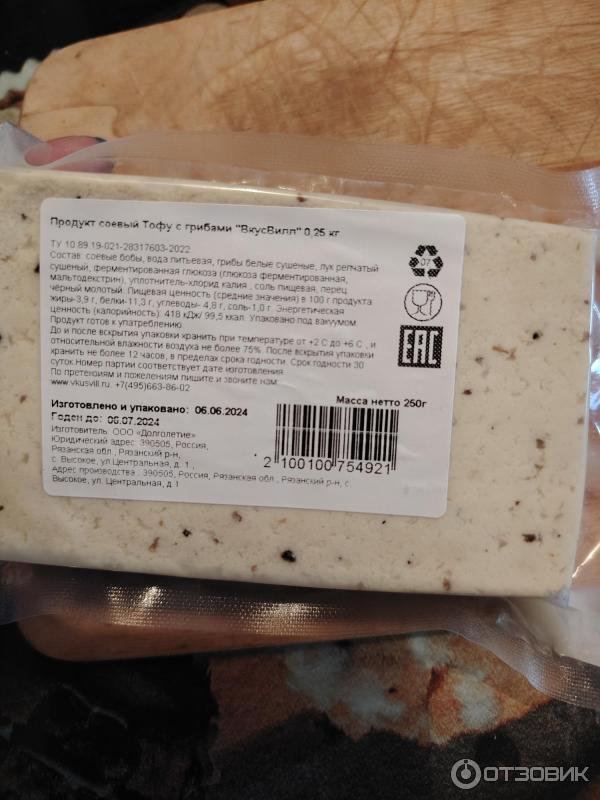 Продукт соевый Тофу с грибами "ВкусВилл" 0,25 кг
ТУ 10.89.19-021-28317603-2022
Состав: соевые бобы, вода питьевая, грибы белые сушеные, лук репчатый
сушеный, ферментированная глюкоза (глюкоза ферментированная,
мальтодекстрин), уплотнитель-хлорид калия , соль пищевая, перец
чёрный молотый. Пищевая ценность (средние значения) в 100 г продукта
жиры-3,9 г, белки-11,3 г, углеводы- 4,8 г, соль-1,0 г. Энергетическая
ценность (калорийность): 418 кДж/ 99,5 ккал. Упаковано под вакуумом.
Продукт готов к употреблению.
До и после вскрытия упаковки хранить при температуре от +2 С до +6 С , и
относительной влажности воздуха не более 75%. После вскрытия упаковки
хранить не более 12 часов, в пределах срока годности. Срок годности 30
суток.Номер партии соответствует дате изготовления.
По претензиям и пожеланиям пишите и звоните нам:
www.vkusvill.ru, +7(495)663-86-02
Масса нетто 250г
Изготовлено и упаковано: 06.06.2024
Годен до: 06.07.2024
Изготовитель: ООО «Долголетие»
Юридический адрес: 390505, Россия,
Рязанская обл., Рязанский р-н,
с. Высокое, ул.Центральная, д. 1.,
Адрес производства : 390505, Россия, Рязанская обл., Рязанский р-н, с.
Высокое, ул. Центральная, д.1
2 100100 754921
07
EAC
ОТЗОВИК